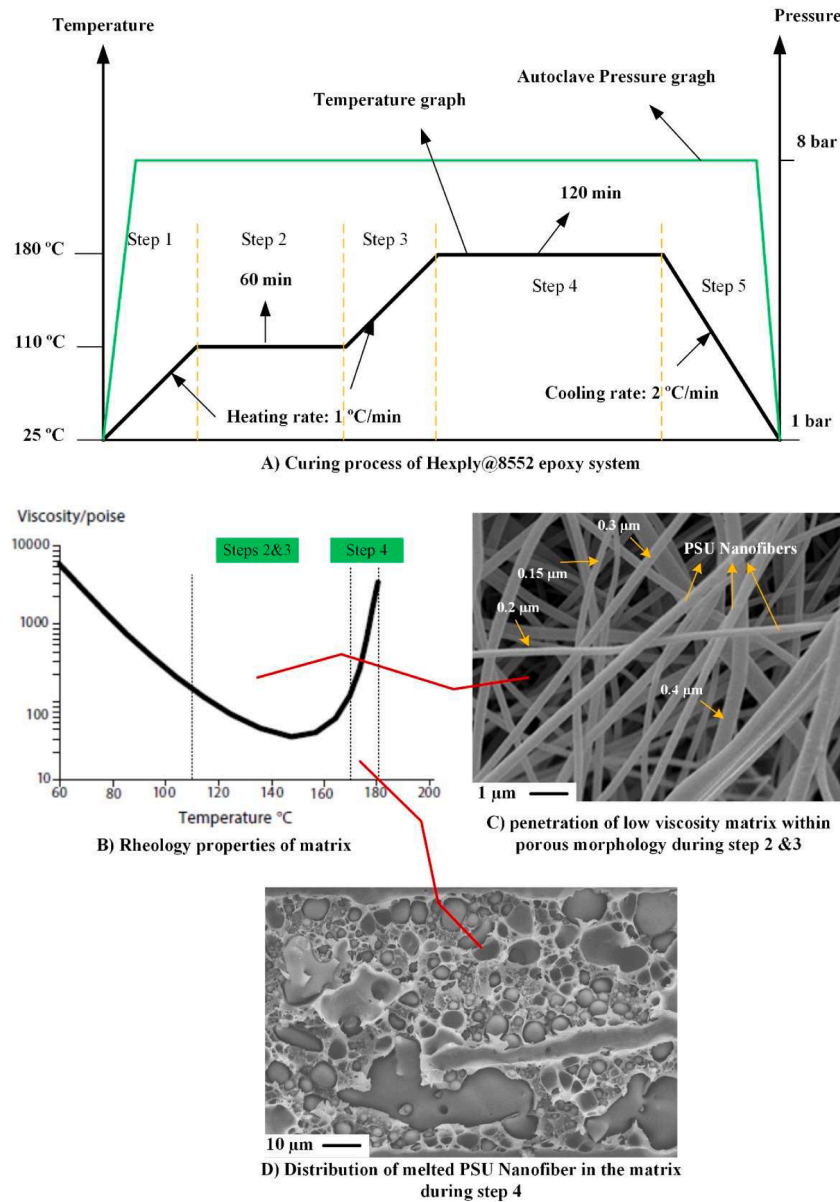 Temperature
Pressure
Temperature graph
Autoclave Pressure gragh
8 bar
120 min
Step 1
Step 2
Step 3
180 ºC
60 min
Step 4
Step 5
110 ºC
Heating rate: 1 ºC/min
Cooling rate: 2 ºC/min
25 ºC
1 bar
A) Curing process of Hexply@8552 epoxy system
Viscosity/poise
10000
Steps 2&3
Step 4
1000
100
10
60
80
100
120
140
160
180
200
Temperature °C
B) Rheology properties of matrix
0.3 µm
PSU Nanofibers
0.15 µm
0.2 µm
0.4 µm
1 µm
C) penetration of low viscosity matrix within
porous morphology during step 2 &3
10 µm
D) Distribution of melted PSU Nanofiber in the matrix
during step 4